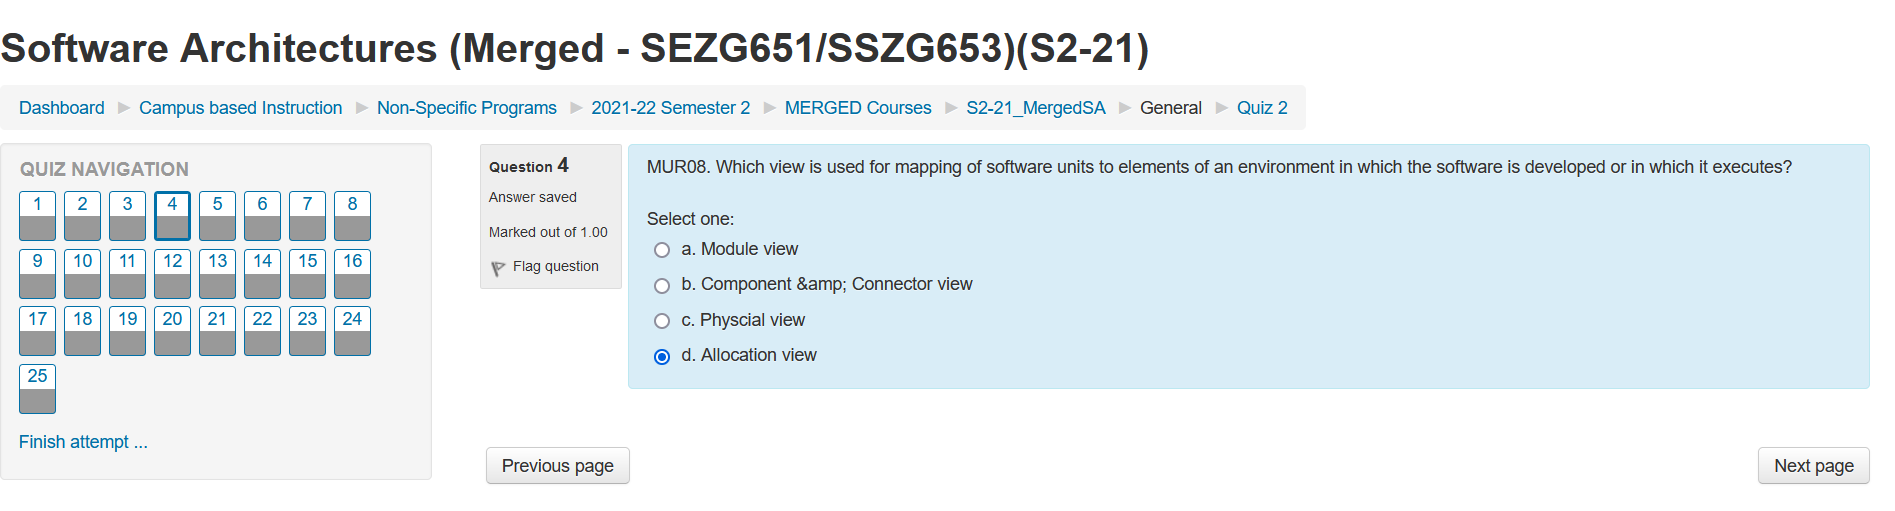 Software Architectures (Merged - SEZG651/SSZG653)(S2-21)
Dashboard Campus based Instruction Non-Specific Programs 2021-22 Semester 2 MERGED Courses S2-21_MergedSA General Quiz 2
QUIZ NAVIGATION
1 2 3 4 5 6 7 8
9 10 11 12 13 14 15 16
17 18 19 20 21 22 23 24
25
Finish attempt ...
Question 4
Answer saved
Marked out of 1.00
Flag question
MUR08. Which view is used for mapping of software units to elements of an environment in which the software is developed or in which it executes?
Select one:
a. Module view
b. Component &amp; Connector view
c. Physcial view
d. Allocation view
Previous page
Next page